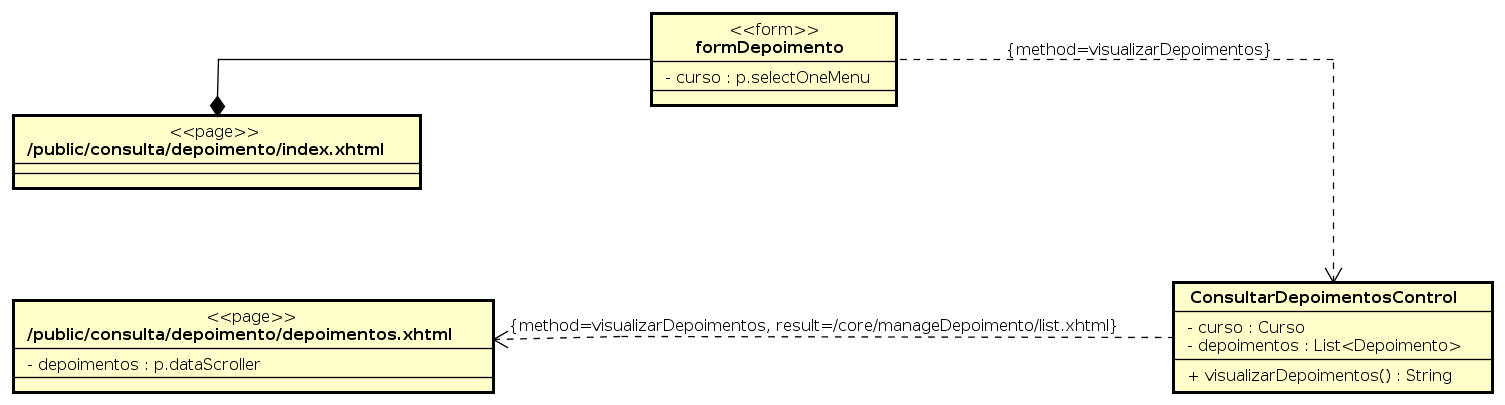 <<form>>
formDepoimento
- curso : p.selectOneMenu
{method=visualizarDepoimentos}
<<page>>
/public/consulta/depoimento/index.xhtml
<<page>>
/public/consulta/depoimento/depoimentos.xhtml
- depoimentos : p.dataScroller
{method=visualizarDepoimentos, result=/core/manageDepoimento/list.xhtml}
ConsultarDepoimentosControl
- curso : Curso
- depoimentos : List<Depoimento>
+ visualizarDepoimentos() : String